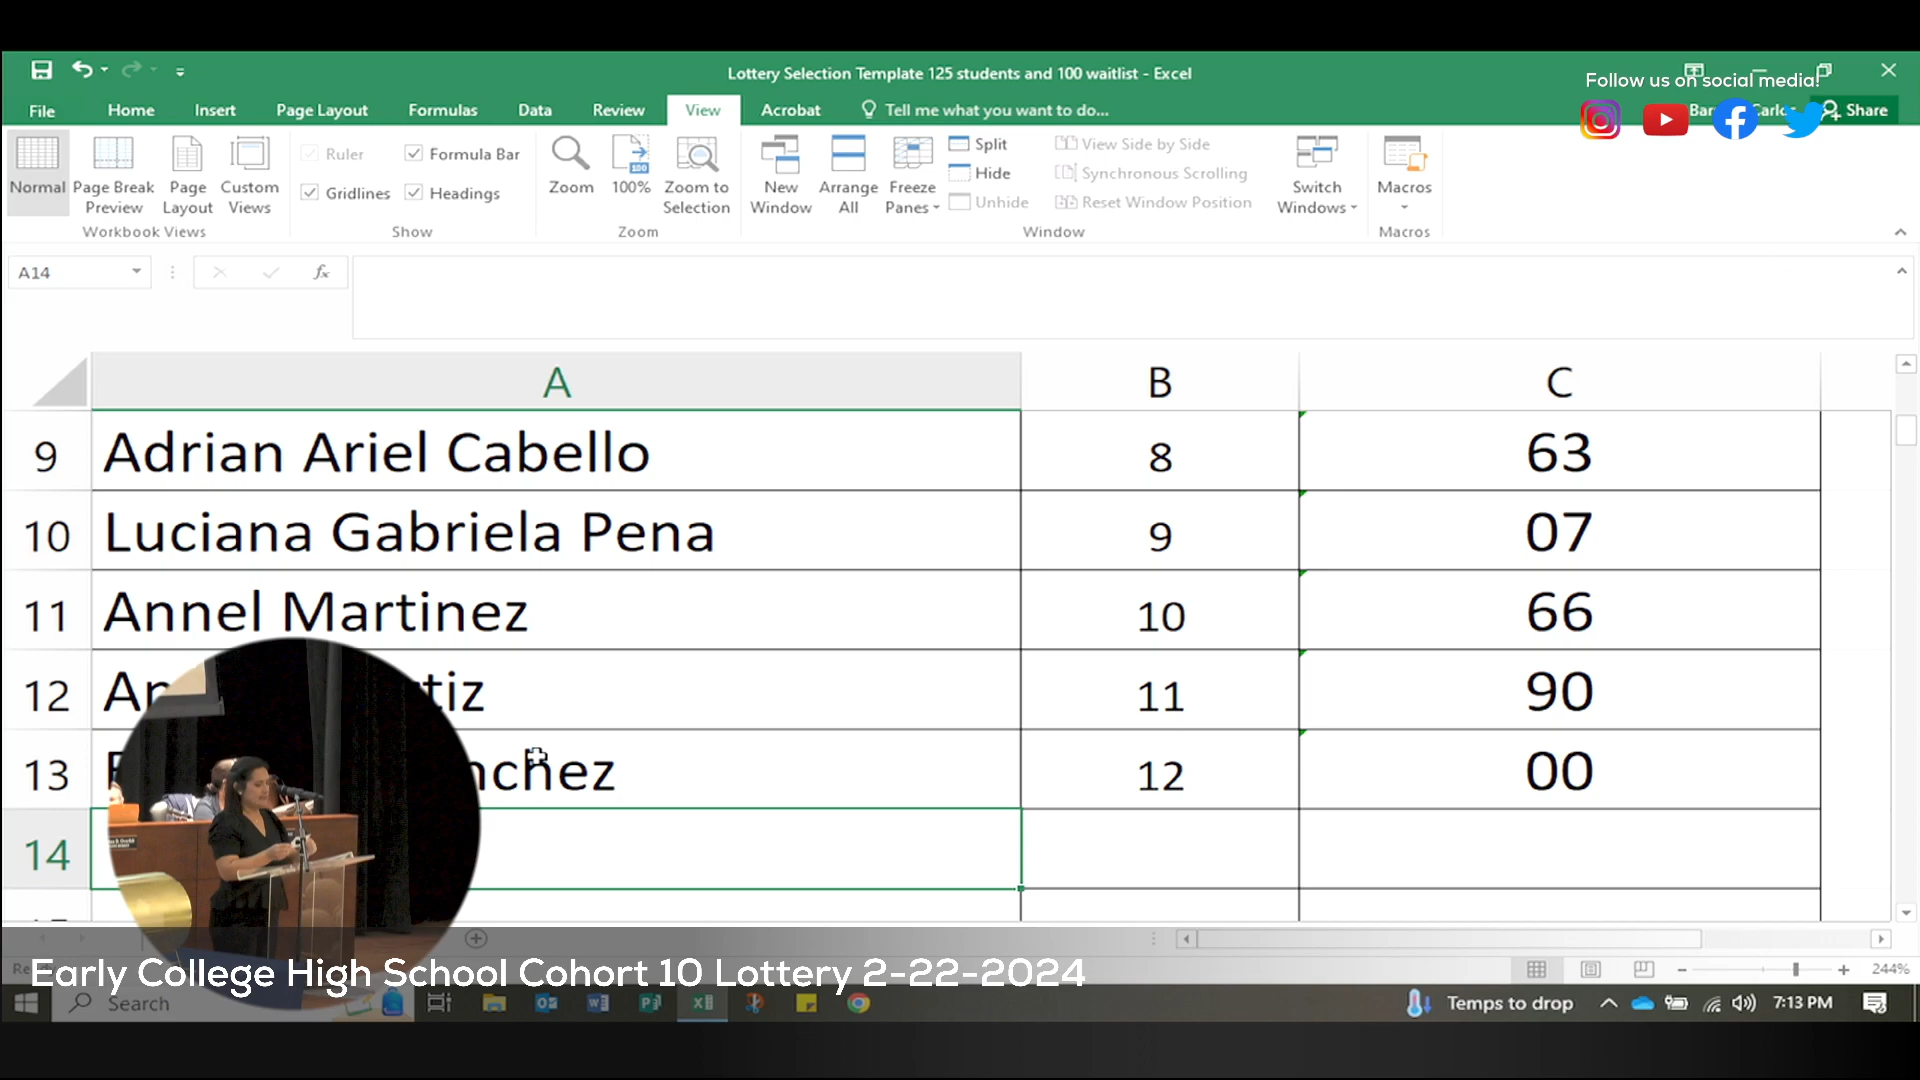 Lottery Selection Template 125 students and 100 waitlist - Excel
Follow us on social media!
File Home Insert Page Layout Formulas Data Review View Acrobat Tell me what you want to do... Share
Normal Page Break Preview Page Layout Custom Views
Workbook Views
Ruler Formula Bar
Gridlines Headings
Show
Zoom 100% Zoom to Selection
Zoom
New Window Arrange All Freeze Panes
Split
Hide
Unhide
View Side by Side
Synchronous Scrolling
Reset Window Position
Switch Windows
Window
Macros
Macros
A14 fx
A B C
9 Adrian Ariel Cabello 8 63
10 Luciana Gabriela Pena 9 07
11 Annel Martinez 10 66
12 11 90
13 12 00
14
Early College High School Cohort 10 Lottery 2-22-2024
244%
Search Temps to drop 7:13 PM